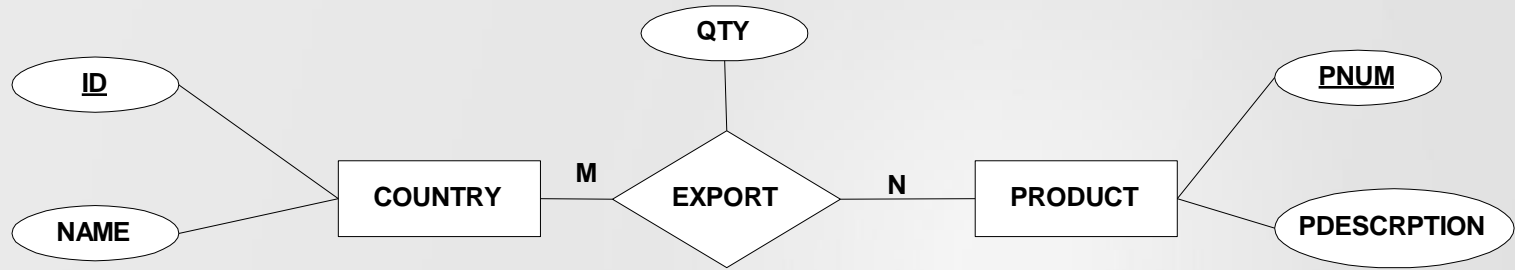 QTY
ID
PNUM
M
N
COUNTRY
EXPORT
PRODUCT
NAME
PDESCRPTION